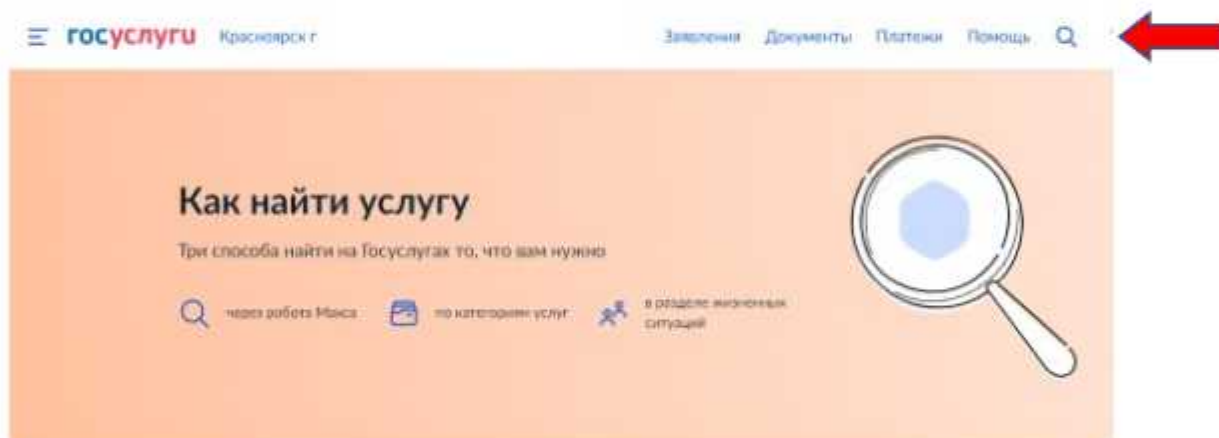 госуслуги Красноярск г Заявления Документы Платежи Помощь
Как найти услугу
Три способа найти на Госуслугах то, что вам нужно
через робота Макса по категориям услуг в разделе жизненных
ситуаций